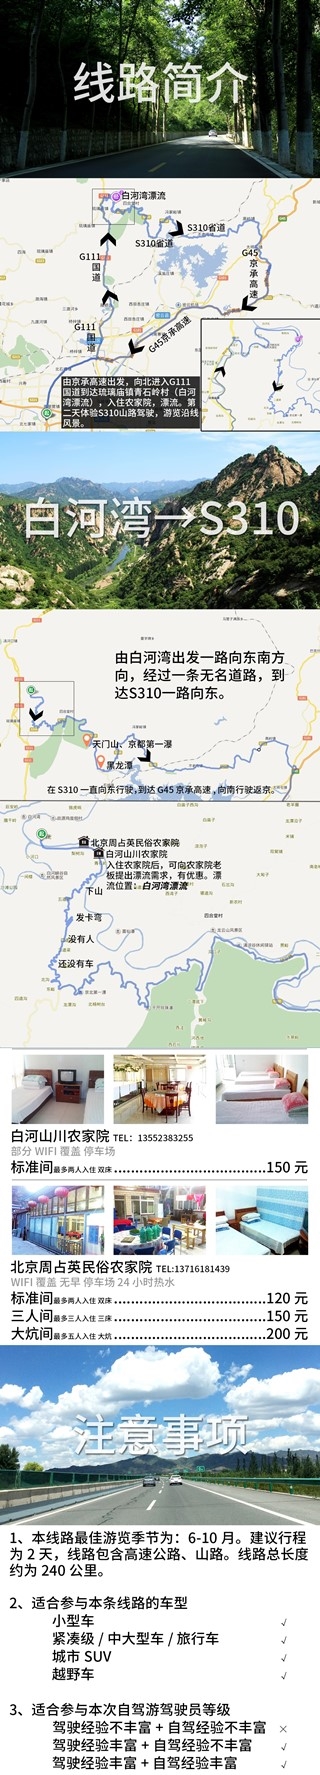 线路简介
白河湾漂流
S310省道
S310省道
G111国道
G45京承高速
G111国道
G45京承高速
由京承高速出发，向北进入G111
国道到达琉璃庙镇青石岭村（白河
湾漂流），入住农家院，漂流。第
二天体验S310山路驾驶，游览沿线
风景。
白河湾→S310
由白河湾出发一路向东南方
向，经过一条无名道路，到
达S310一路向东。
天门山、京都第一瀑
黑龙潭
在 S310 一直向东行驶,到达 G45 京承高速 ,向南行驶返京。
北京周占英民俗农家院
白河山川农家院
入住农家院后，可向农家院老
板提出漂流需求，有优惠。漂
流位置：白河湾漂流
下山
发卡弯
没有人
还没有车
白河山川农家院 TEL：13552383255
部分 WIFI 覆盖 停车场
标准间最多两人入住 双床..............................150 元
北京周占英民俗农家院 TEL:13716181439
WIFI 覆盖 无早 停车场 24 小时热水
标准间最多两人入住 双床..............................120 元
三人间最多三人入住 三床..............................150 元
大炕间最多五人入住 大炕..............................200 元
注意事项
1、本线路最佳游览季节为：6-10 月。建议行程
为 2 天，线路包含高速公路、山路。线路总长度
约为 240 公里。
2、适合参与本条线路的车型
小型车 √
紧凑级 / 中大型车 / 旅行车 √
城市 SUV √
越野车 √
3、适合参与本次自驾游驾驶员等级
驾驶经验不丰富 + 自驾经验不丰富 ×
驾驶经验丰富 + 自驾经验不丰富 √
驾驶经验丰富 + 自驾经验丰富 √